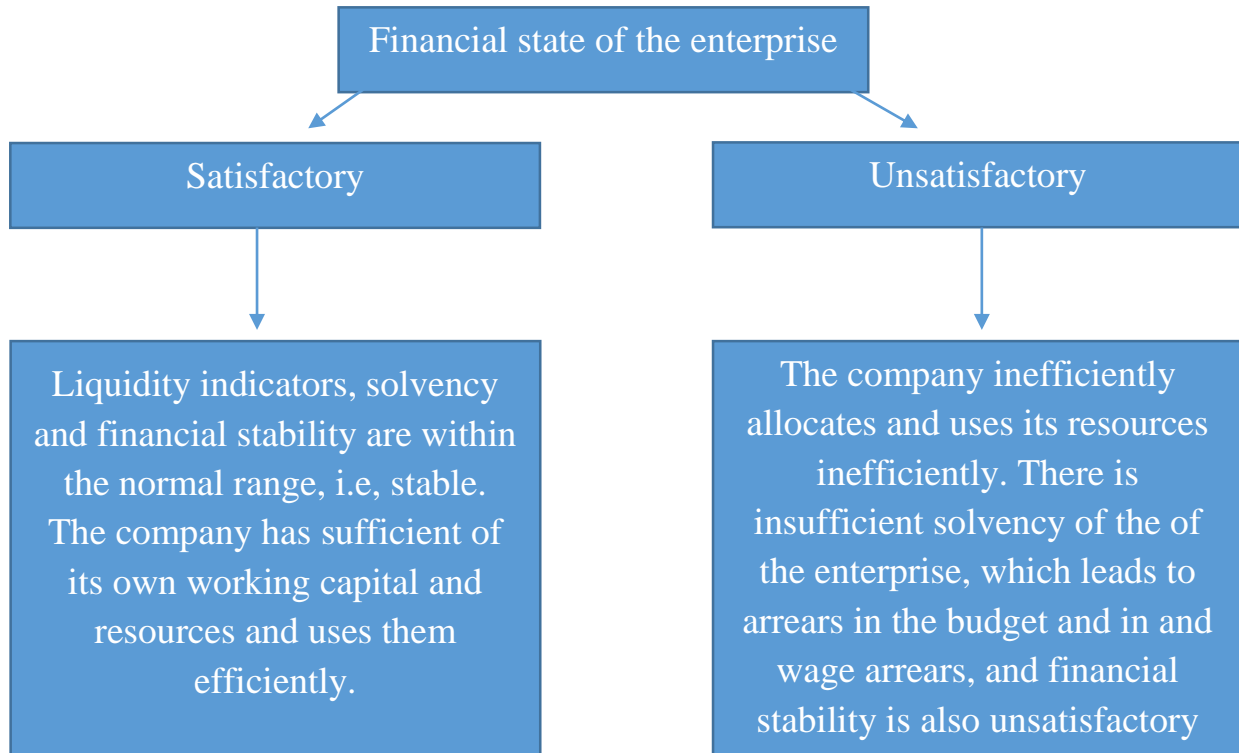 Financial state of the enterprise
Satisfactory
Unsatisfactory
Liquidity indicators, solvency
and financial stability are within
the normal range, i.e, stable.
The company has sufficient of
its own working capital and
resources and uses them
efficiently.
The company inefficiently
allocates and uses its resources
inefficiently. There is
insufficient solvency of the of
the enterprise, which leads to
arrears in the budget and in and
wage arrears, and financial
stability is also unsatisfactory